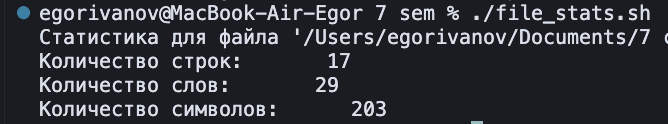 egorivanov@MacBook-Air-Egor 7 sem % ./file_stats.sh
Статистика для файла '/Users/egorivanov/Documents/7
Количество строк: 17
Количество слов: 29
Количество символов: 203